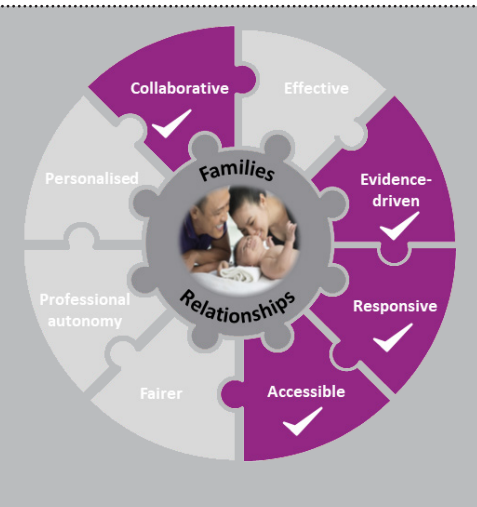 Collaborative
Effective
Evidence-
driven
Responsive
Accessible
Fairer
Professional
autonomy
Personalised
Families
Relationships